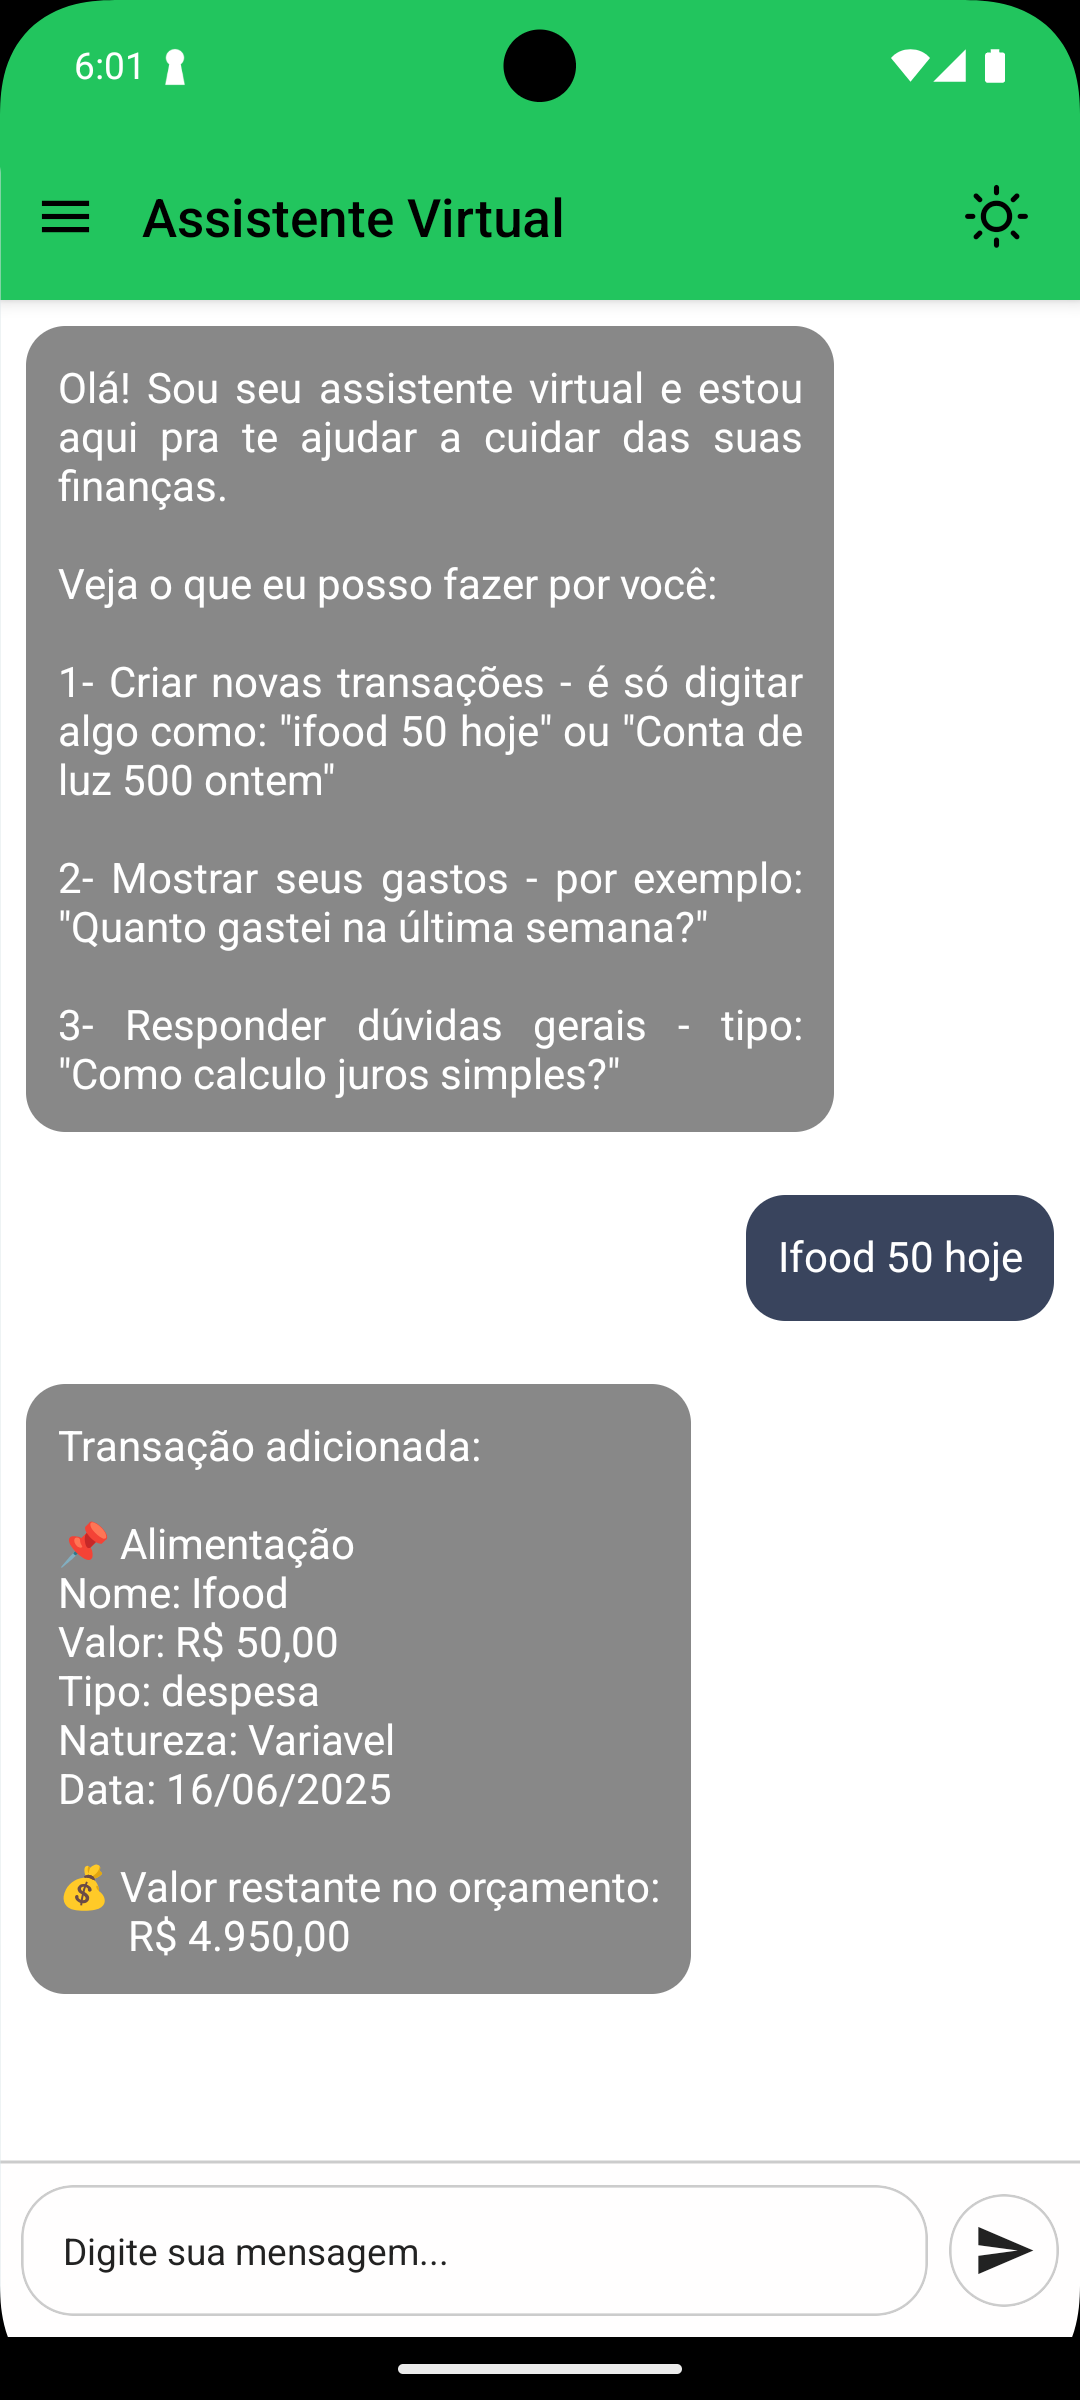 6:01
Assistente Virtual
Olá! Sou seu assistente virtual e estou
aqui pra te ajudar a cuidar das suas
finanças.
Veja o que eu posso fazer por você:
1- Criar novas transações - é só digitar
algo como: "ifood 50 hoje" ou "Conta de
luz 500 ontem"
2- Mostrar seus gastos - por exemplo:
"Quanto gastei na última semana?"
3- Responder dúvidas gerais - tipo:
"Como calculo juros simples?"
Ifood 50 hoje
Transação adicionada:
📌 Alimentação
Nome: Ifood
Valor: R$ 50,00
Tipo: despesa
Natureza: Variavel
Data: 16/06/2025
💰 Valor restante no orçamento:
R$ 4.950,00
Digite sua mensagem...